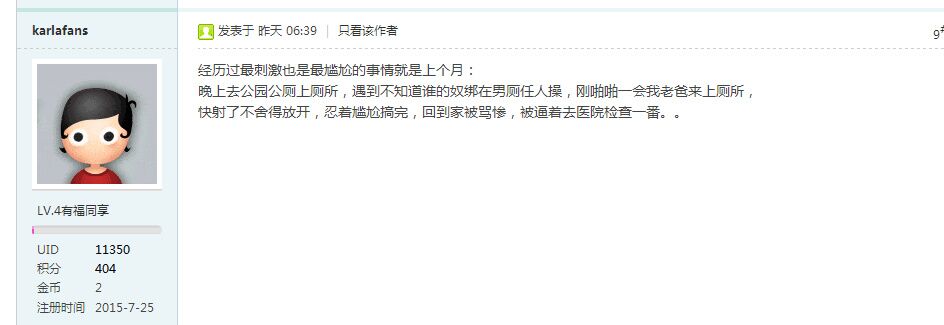 karlafans
发表于 昨天 06:39 | 只看该作者
9#
经历过最刺激也是最尴尬的事情就是上个月：
晚上去公园公厕上厕所，遇到不知道谁的奴绑在男厕任人操，刚啪啪一会我老爸来上厕所，
快射了不舍得放开，忍着尴尬搞完，回到家被骂惨，被逼着去医院检查一番。。
LV.4有福同享
UID 11350
积分 404
金币 2
注册时间 2015-7-25